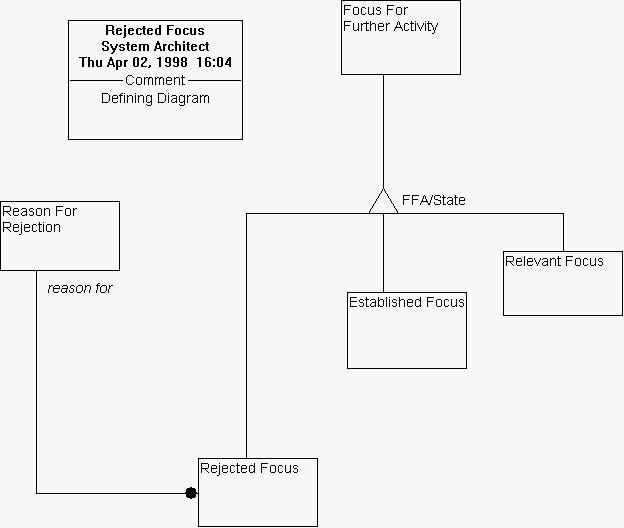 Rejected Focus
System Architect
Thu Apr 02, 1998 16:04
Comment
Defining Diagram
Focus For
Further Activity
FFA/State
Reason For
Rejection
reason for
Relevant Focus
Established Focus
Rejected Focus